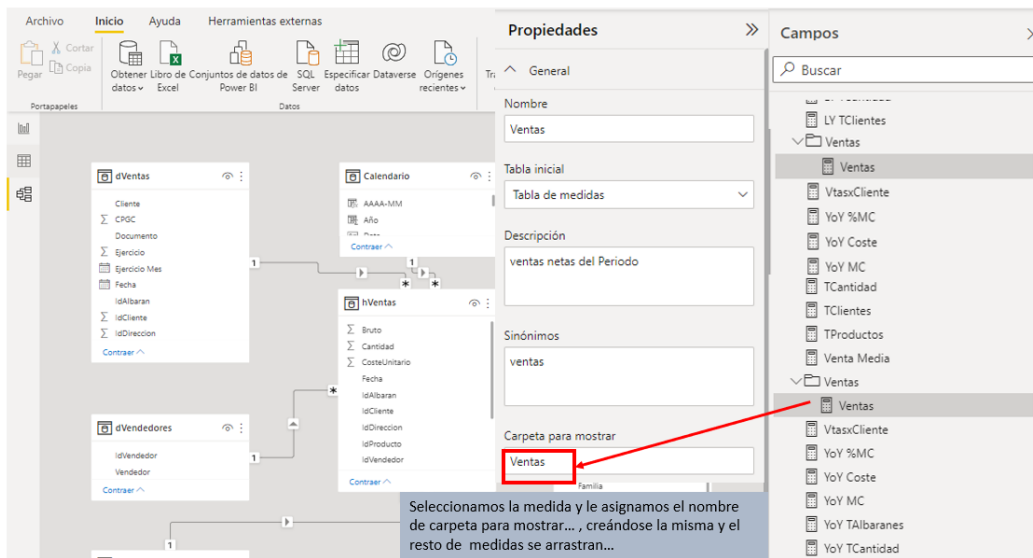 Archivo
Inicio
Ayuda
Herramientas externas
Pegar
Cortar
Copia
Portapapeles
Obtener datos
Libro de Excel
Conjuntos de datos de Power BI
SQL Server
Especificar datos
Dataverse
Orígenes recientes
Datos
dVentas
Cliente
CPGC
Documento
Ejercicio
Ejercicio Mes
Fecha
IdAlbaran
IdCliente
IdDireccion
Contraer
Calendario
AAAA-MM
Año
Contraer
1
1
*
*
hVentas
Bruto
Cantidad
CosteUnitario
Fecha
IdAlbaran
IdCliente
IdDireccion
IdProducto
IdVendedor
Contraer
*
dVendedores
IdVendedor
Vendedor
Contraer
1
1
Propiedades
General
Nombre
Ventas
Tabla inicial
Tabla de medidas
Descripción
ventas netas del Periodo
Sinónimos
ventas
Carpeta para mostrar
Ventas
Familia
Seleccionamos la medida y le asignamos el nombre
de carpeta para mostrar... , creándose la misma y el
resto de medidas se arrastran...
Campos
Buscar
LY TClientes
Ventas
Ventas
VtasxCliente
YoY %MC
YoY Coste
YoY MC
TCantidad
TClientes
TProductos
Venta Media
Ventas
Ventas
VtasxCliente
YoY %MC
YoY Coste
YoY MC
YoY TAlbaranes
YoY TCantidad